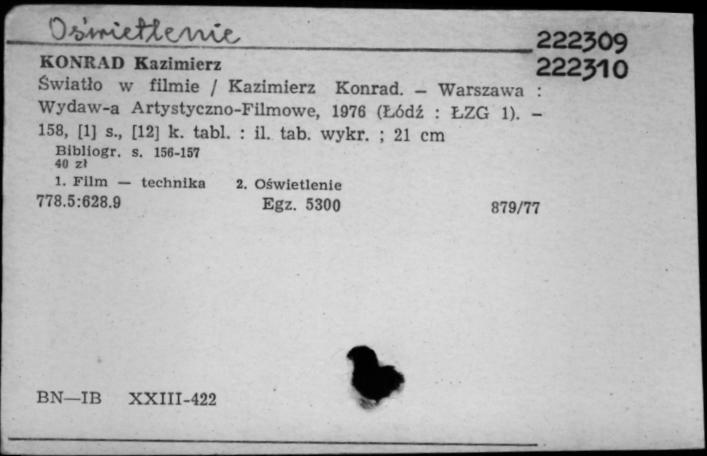 Oświetlenie
222309
KONRAD Kazimierz
222310
Światło w filmie / Kazimierz Konrad. — Warszawa :
Wydaw-a Artystyczno-Filmowe, 1976 (Łódź : ŁZG 1). —
158, [1] s., [12] k. tabl. : il. tab. wykr. ; 21 cm
Bibliogr. s. 156-157
40 zł
1. Film — technika 2. Oświetlenie
778.5:628.9 Egz. 5300 879/77
BN—IB XXIII-422